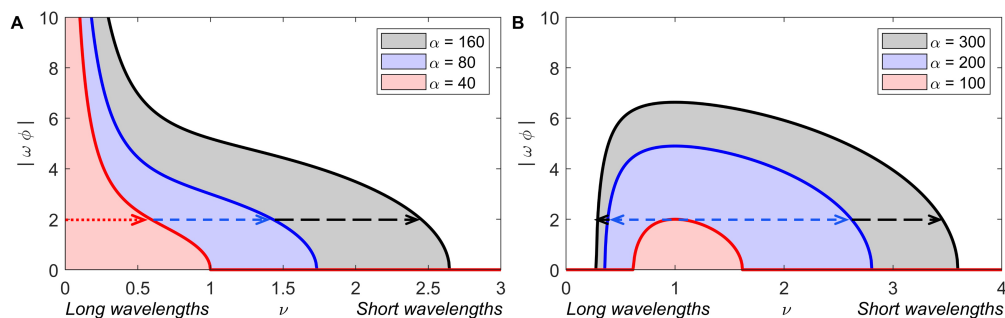 A
10
8
6
4
2
0
| ω ϕ |
α = 160
α = 80
α = 40
0 0.5 1 1.5 2 2.5 3
Long wavelengths ν Short wavelengths
B
10
8
6
4
2
0
| ω ϕ |
α = 300
α = 200
α = 100
0 1 2 3 4
Long wavelengths ν Short wavelengths